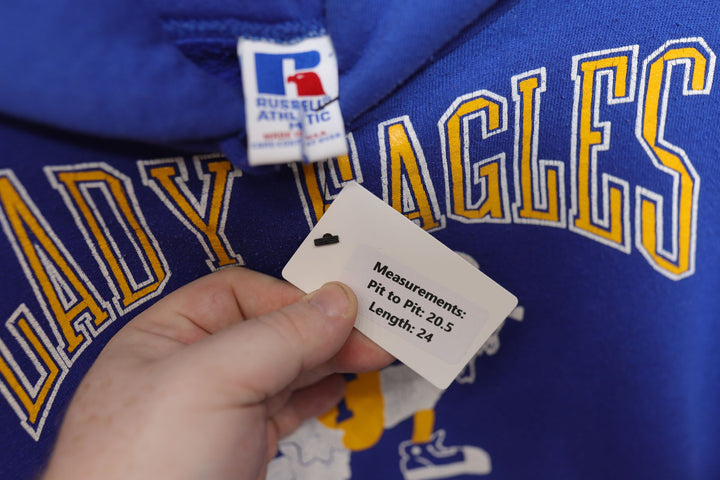 R
RUSSELL
ATHLETIC
LADY EAGLES
Measurements:
Pit to Pit: 20.5
Length: 24